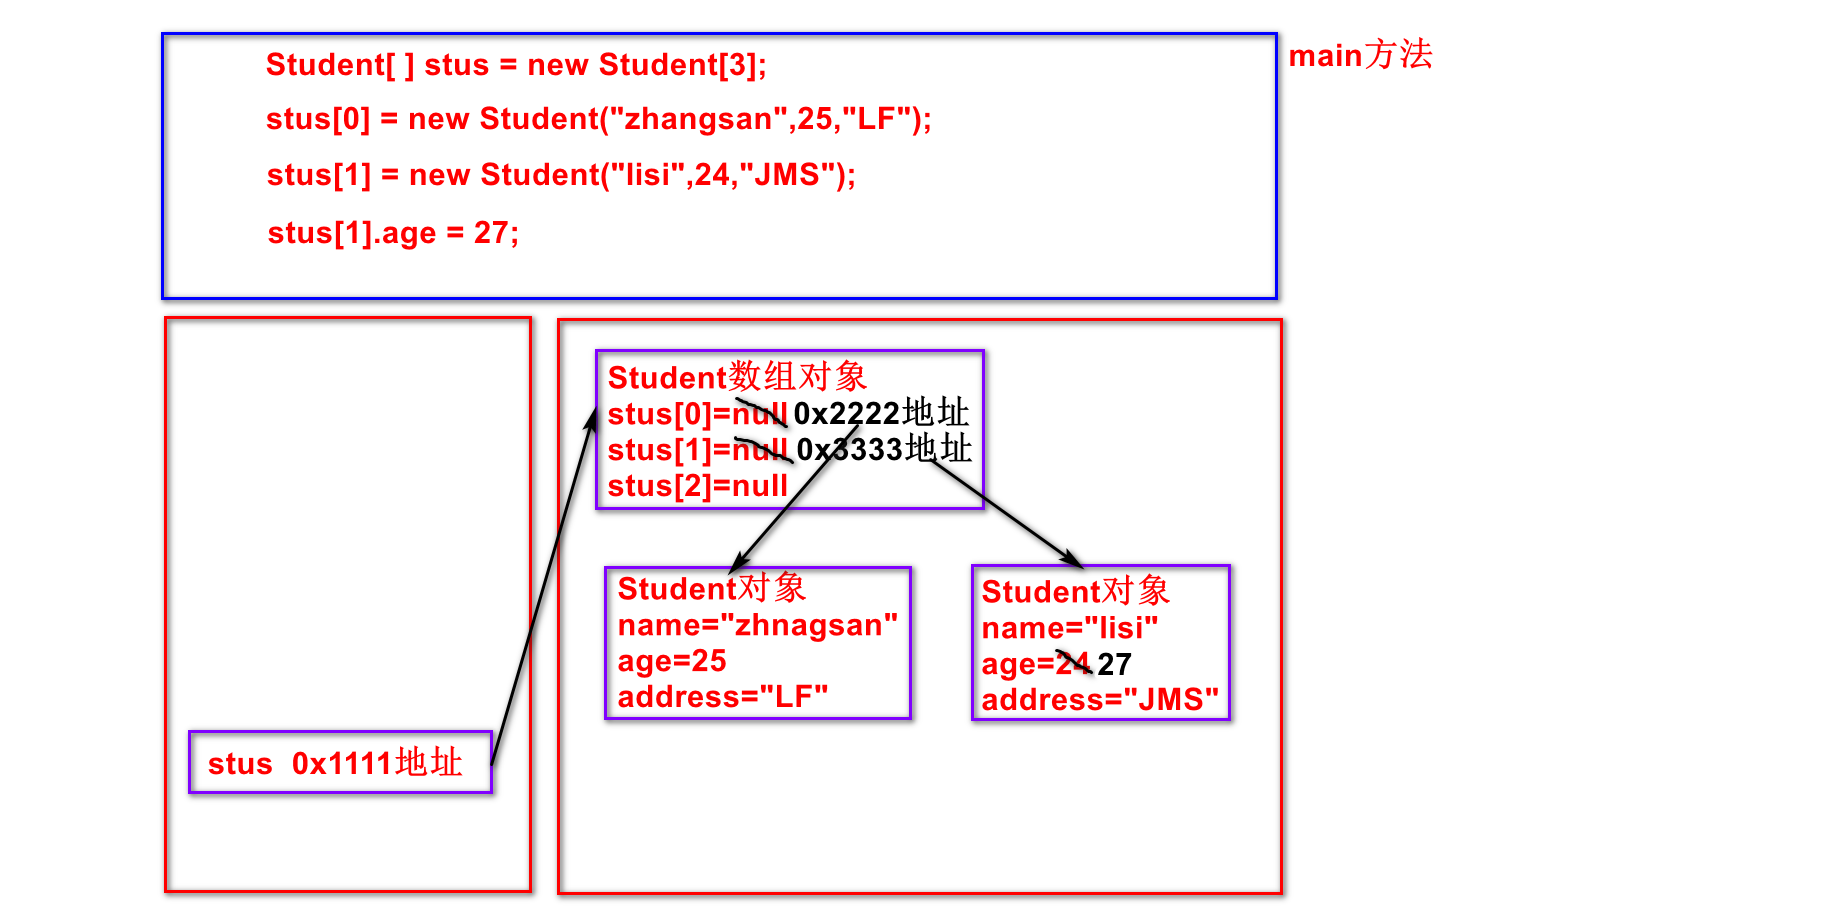 Student[ ] stus = new Student[3];
main方法
stus[0] = new Student("zhangsan",25,"LF");
stus[1] = new Student("lisi",24,"JMS");
stus[1].age = 27;
Student数组对象
stus[0]=null 0x2222地址
stus[1]=null 0x3333地址
stus[2]=null
Student对象
name="zhnagsan"
age=25
address="LF"
Student对象
name="lisi"
age=24 27
address="JMS"
stus 0x1111地址